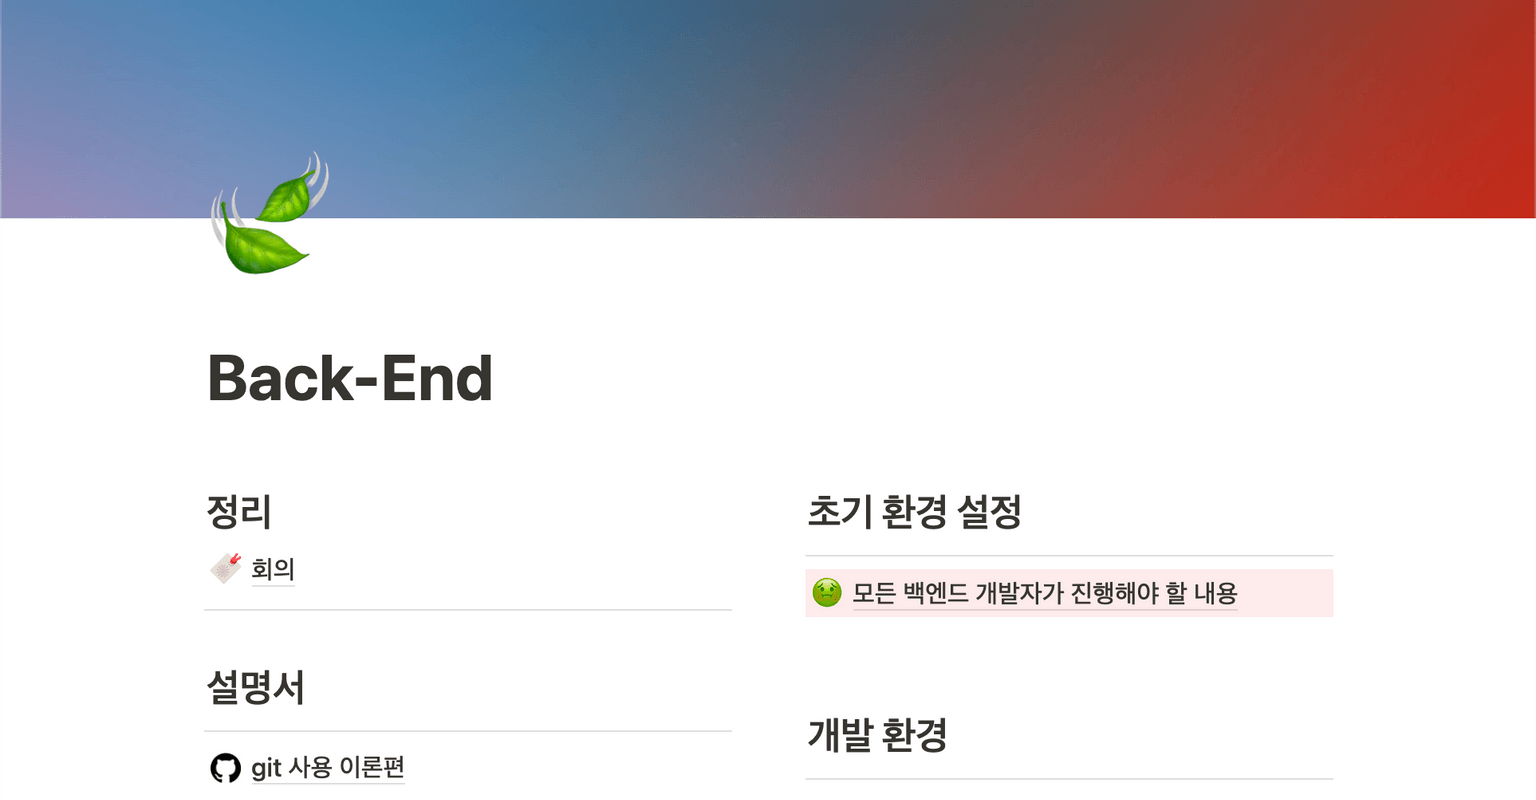 Back-End
정리
회의
설명서
git 사용 이론편
초기 환경 설정
모든 백엔드 개발자가 진행해야 할 내용
개발 환경